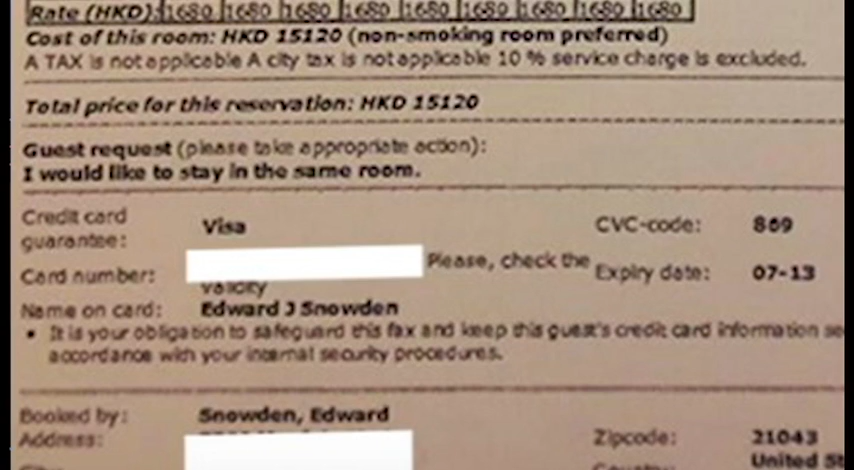 Rate (HKD): 1680 1680 1680 1680 1680 1680 1680 1680 1680
Cost of this room: HKD 15120 (non-smoking room preferred)
A TAX is not applicable A city tax is not applicable 10 % service charge is excluded.
Total price for this reservation: HKD 15120
Guest request (please take appropriate action):
I would like to stay in the same room.
Credit card guarantee: Visa CVC-code: 869
Card number: Please, check the validity Expiry date: 07-13
Name on card: Edward J Snowden
• It is your obligation to safeguard this fax and keep this guest's credit card information
accordance with your internal security procedures.
Booked by: Snowden, Edward
Address: Zipcode: 21043
Country: United St